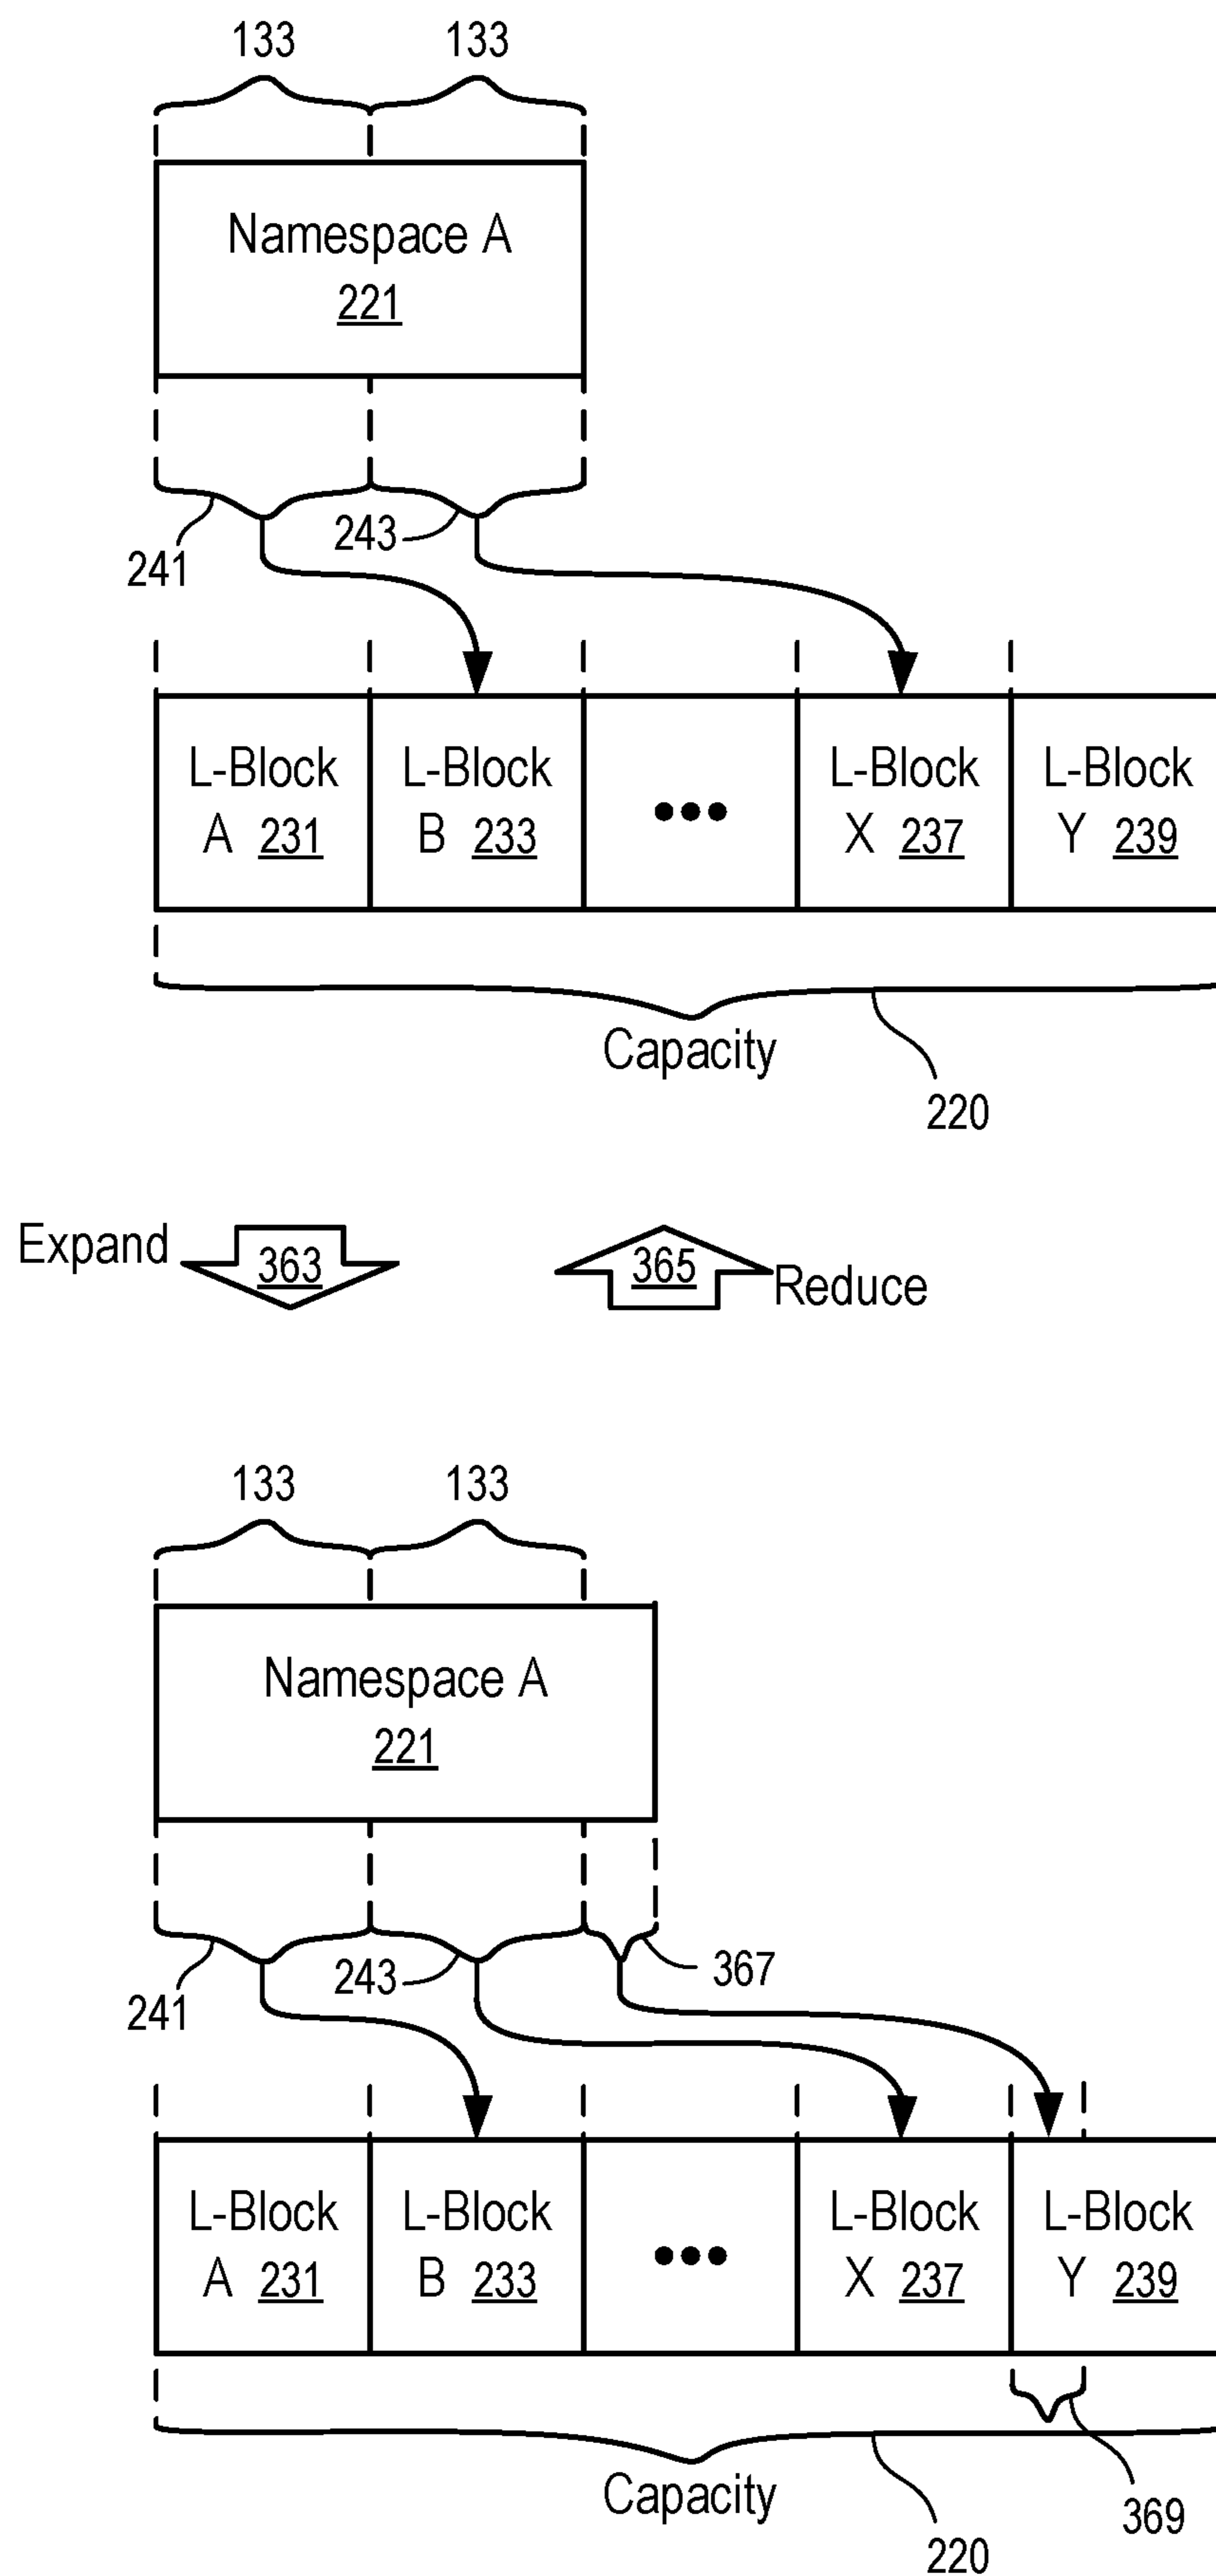 133 133
Namespace A
221
241 243
L-Block L-Block L-Block L-Block
A 231 B 233 ••• X 237 Y 239
Capacity
220
Expand 363 365 Reduce
133 133
Namespace A
221
241 243 367
L-Block L-Block L-Block L-Block
A 231 B 233 ••• X 237 Y 239
Capacity
369
220